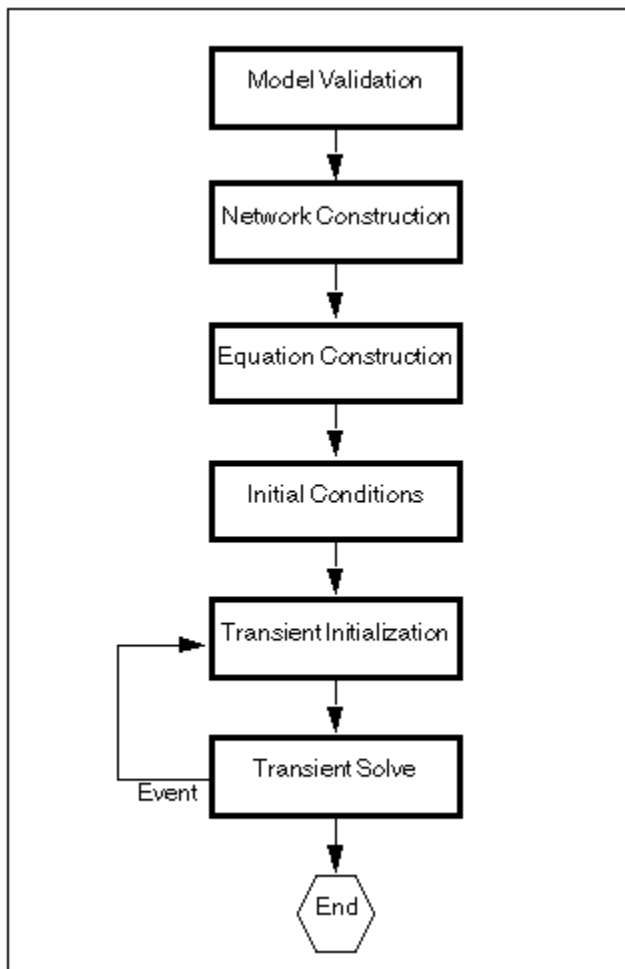 Model Validation
Network Construction
Equation Construction
Initial Conditions
Transient Initialization
Transient Solve
Event
End